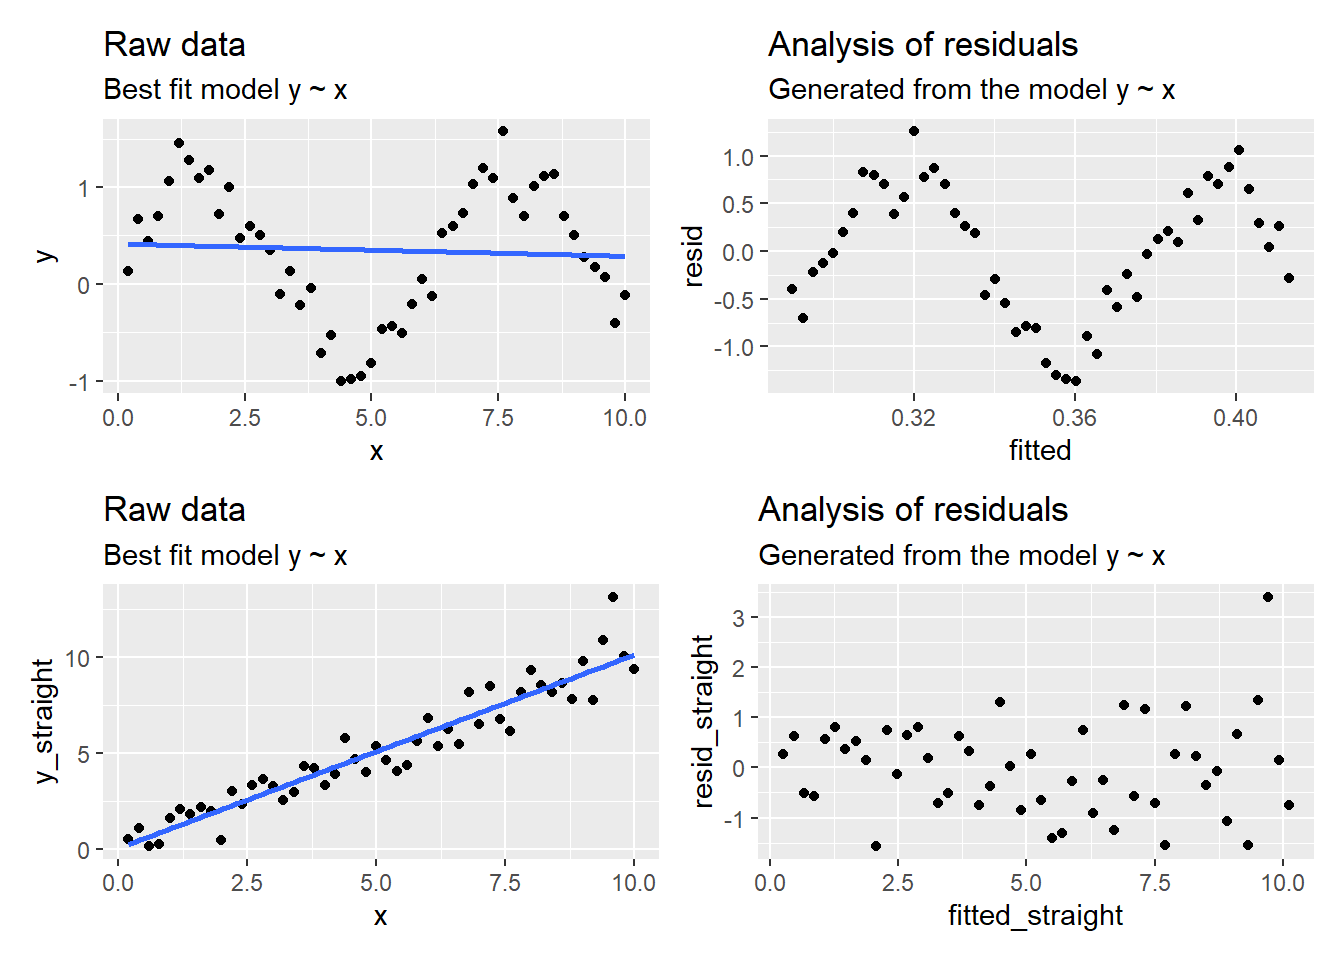 Raw data
Best fit model y ~ x
1
0
-1
y
0.0 2.5 5.0 7.5 10.0
x
Analysis of residuals
Generated from the model y ~ x
1.0
0.5
0.0
-0.5
-1.0
resid
0.32 0.36 0.40
fitted
Raw data
Best fit model y ~ x
10
5
0
y_straight
0.0 2.5 5.0 7.5 10.0
x
Analysis of residuals
Generated from the model y ~ x
3
2
1
0
-1
resid_straight
0.0 2.5 5.0 7.5 10.0
fitted_straight